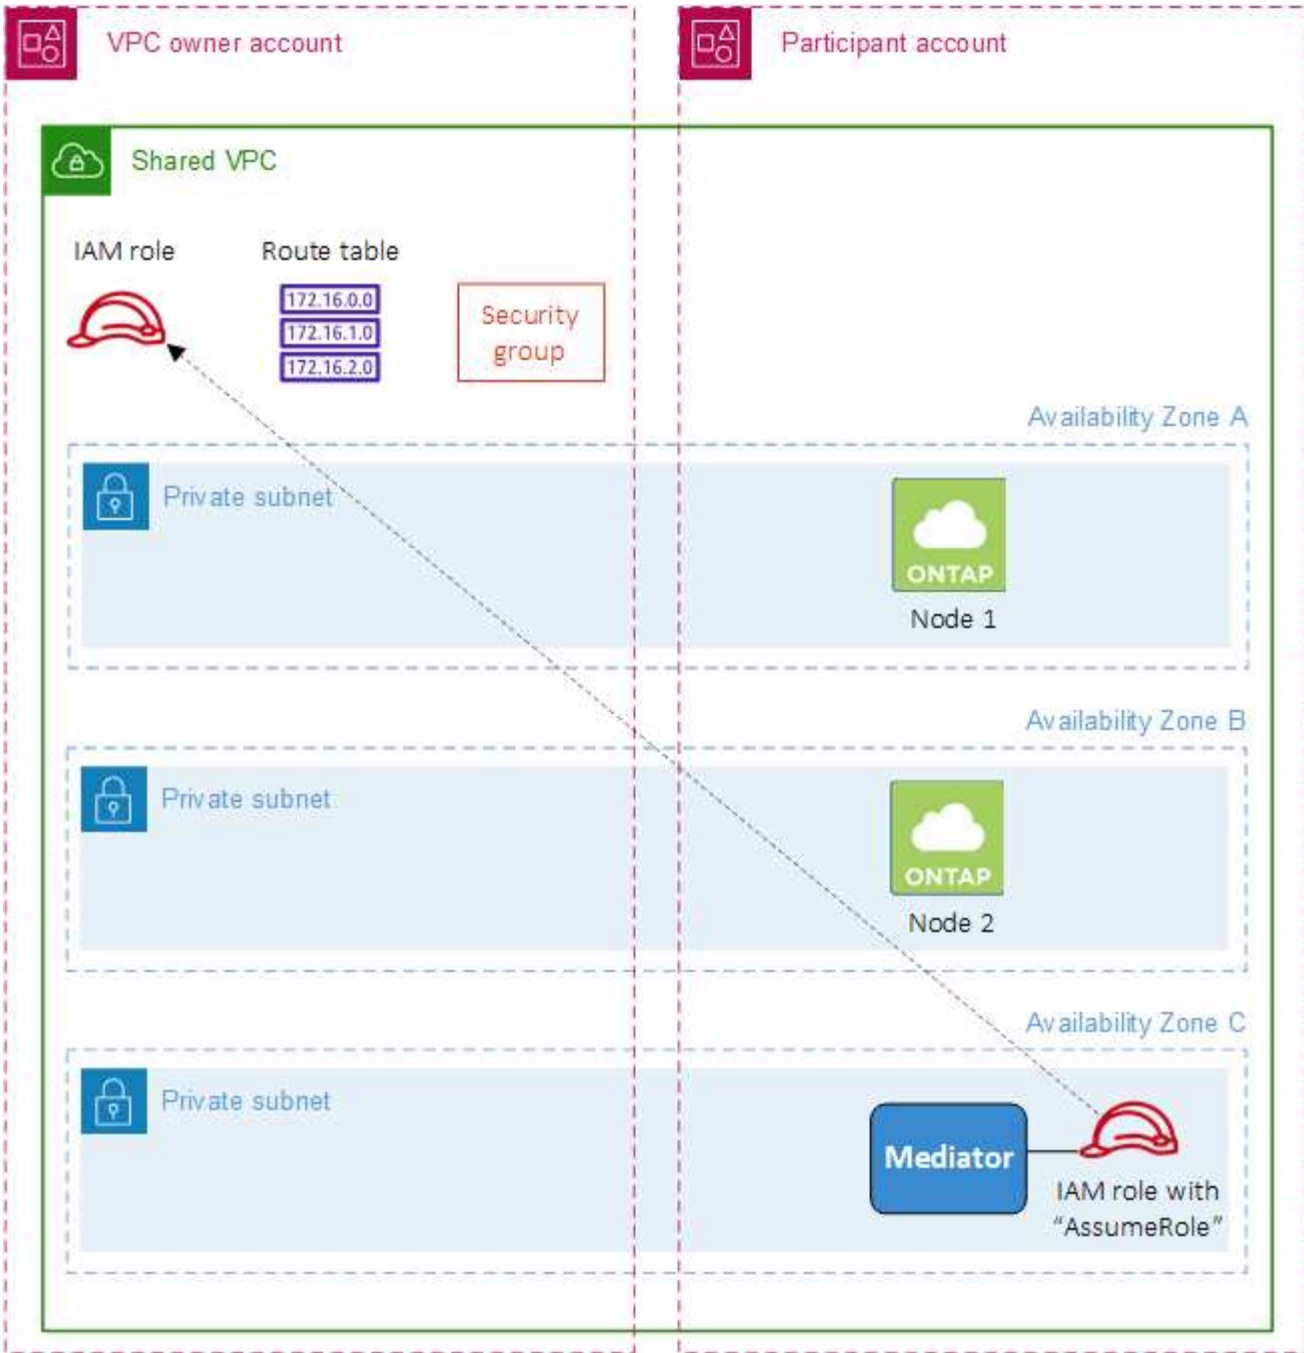 VPC owner account
Participant account
Shared VPC
IAM role
Route table
172.16.0.0
172.16.1.0
172.16.2.0
Security
group
Availability Zone A
Private subnet
ONTAP
Node 1
Availability Zone B
Private subnet
ONTAP
Node 2
Availability Zone C
Private subnet
Mediator
IAM role with
“AssumeRole”